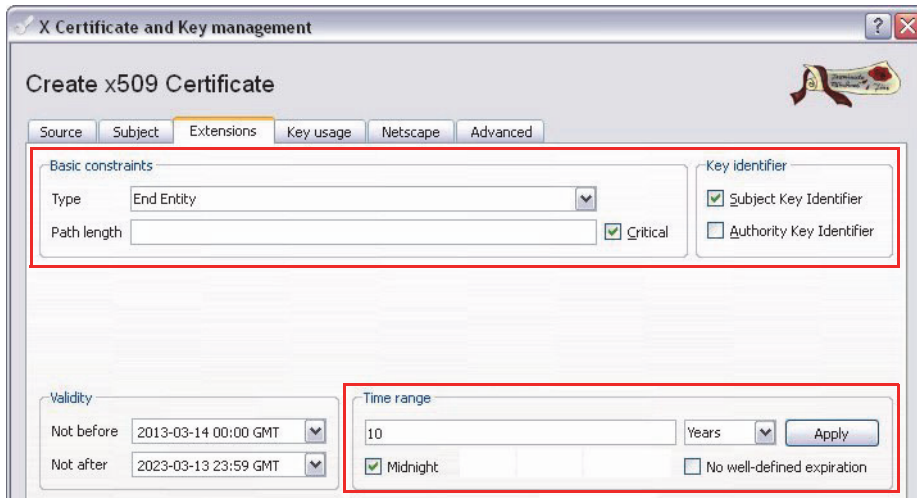 X Certificate and Key management
Create x509 Certificate
Source Subject Extensions Key usage Netscape Advanced
Basic constraints
Type End Entity
Path length Critical
Key identifier
Subject Key Identifier
Authority Key Identifier
Validity
Not before 2013-03-14 00:00 GMT
Not after 2023-03-13 23:59 GMT
Time range
10 Years Apply
Midnight No well-defined expiration